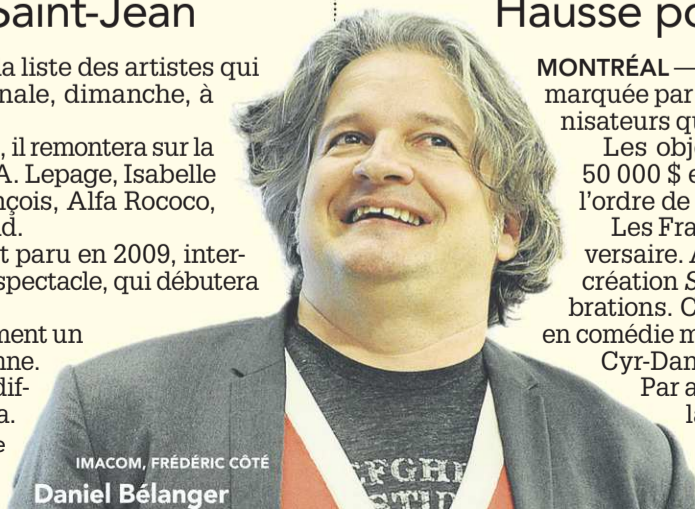 Saint-Jean
la liste des artistes qui
nale, dimanche, à
, il remontera sur la
A. Lepage, Isabelle
nçois, Alfa Rococo,
d.
t paru en 2009, inter-
spectacle, qui débutera
ment un
nne.
dif-
a.
e
IMACOM, FRÉDÉRIC CÔTÉ
Daniel Bélanger
Hausse po
MONTRÉAL —
marquée par
nisateurs qu
Les obj
50 000 $ e
l'ordre de
Les Fra
versaire. A
création S
brations. C
en comédie m
Cyr-Dan
Par a
la
EFGH